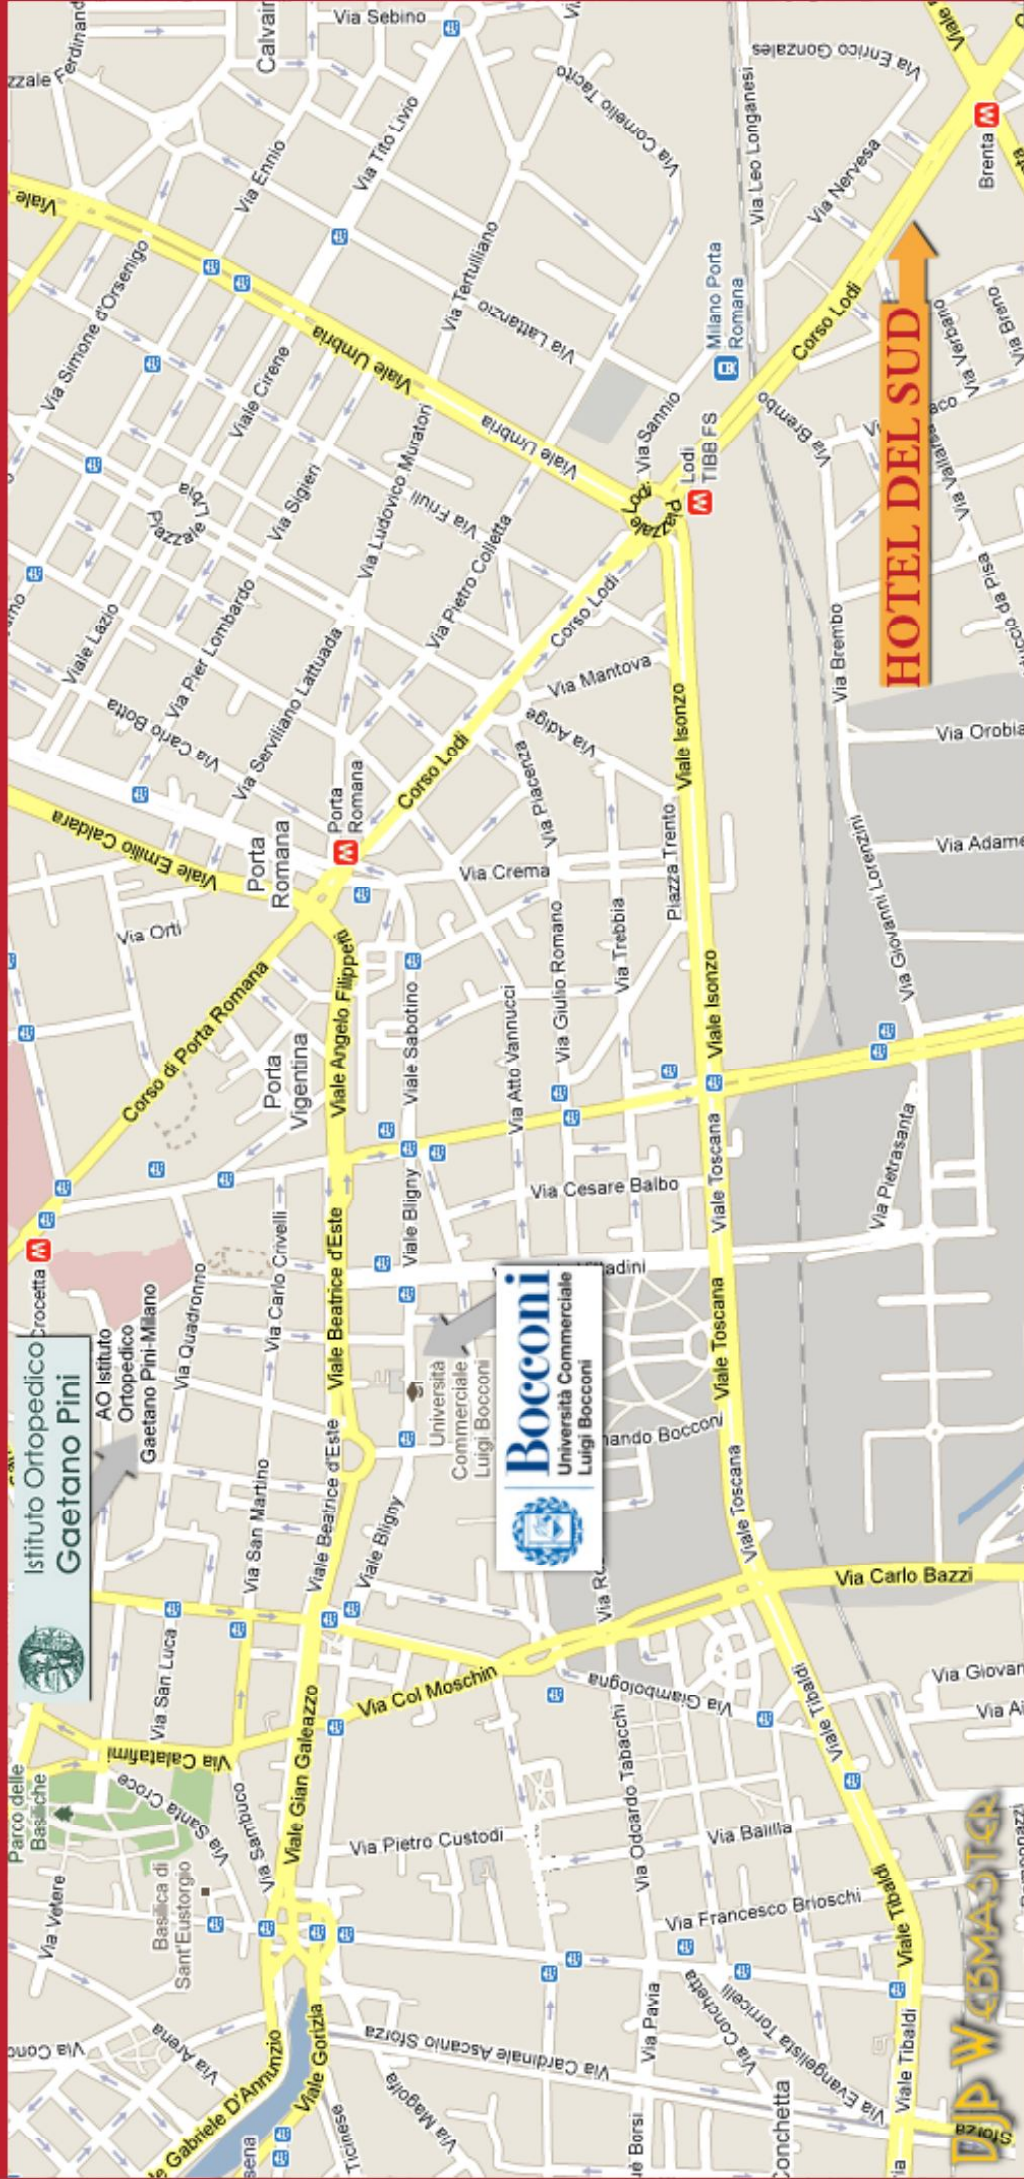 Istituto Ortopedico
Gaetano Pini
Crocetta
AO Istituto
Ortopedico
Gaetano Pini-Milano
Parco delle
Basiliche
Via Vetere
Via Santa Croce
Via Calatafimi
Via San Luca
Via Sambuco
Basilica di
Sant'Eustorgio
Via Arena
Viale Gorizia
Viale Gian Galeazzo
Via San Martino
Via Quadronno
Via Carlo Crivelli
Viale Beatrice d'Este
Viale Beatrice d'Este
Viale Bligny
Viale Bligny
Via Col Moschin
Corso di Porta Romana
Porta
Vigentina
Viale Angelo Filippetti
Viale Sabotino
Via Orti
Porta
Romana
Porta
Romana
Viale Emilio Caldara
Via Carlo Botta
Via Pier Lombardo
Viale Lazio
Via Serviliano Lattuada
Via Simone d'Orsenigo
Piazzale Libia
Viale Cirene
Via Sigieri
Via Ludovico Muratori
Via Friuli
Via Pietro Colletta
Viale Umbria
Viale Umbria
Viale Umbria
Via Ennio
Via Tito Livio
Via Sebino
Via Tertulliano
Via Lattanzio
Via Cornelio Tacito
Via Sannio
Piazzale Lodi
Lodi
TIBB FS
Milano Porta
Romana
Corso Lodi
Corso Lodi
Corso Lodi
Via Leo Longanesi
Via Enrico Gonzales
Via Nervesa
Brenta
HOTEL DEL SUD
Via Verbano
Via Breno
Via Brembo
Via Brembo
Via Orobia
Via Giovanni Lorenzini
Via Mantova
Via Adige
Via Piacenza
Via Crema
Piazza Trento
Via Trebbia
Via Giulio Romano
Via Atto Vannucci
Viale Isonzo
Viale Isonzo
Via Cesare Balbo
Viale Toscana
Viale Toscana
Viale Toscana
Via Pietrasanta
Università
Commerciale
Luigi Bocconi
Bocconi
Università Commerciale
Luigi Bocconi
Via Carlo Bazzi
Via Giambologna
Viale Tibaldi
Viale Tibaldi
Viale Tibaldi
Via Odoardo Tabacchi
Via Balilla
Via Pietro Custodi
Via Francesco Brioschi
Via Pavia
Via Conchetta
Via Evangelista Torricelli
Via Cardinale Ascanio Sforza
Via Magolfa
DJP WEBMASTER